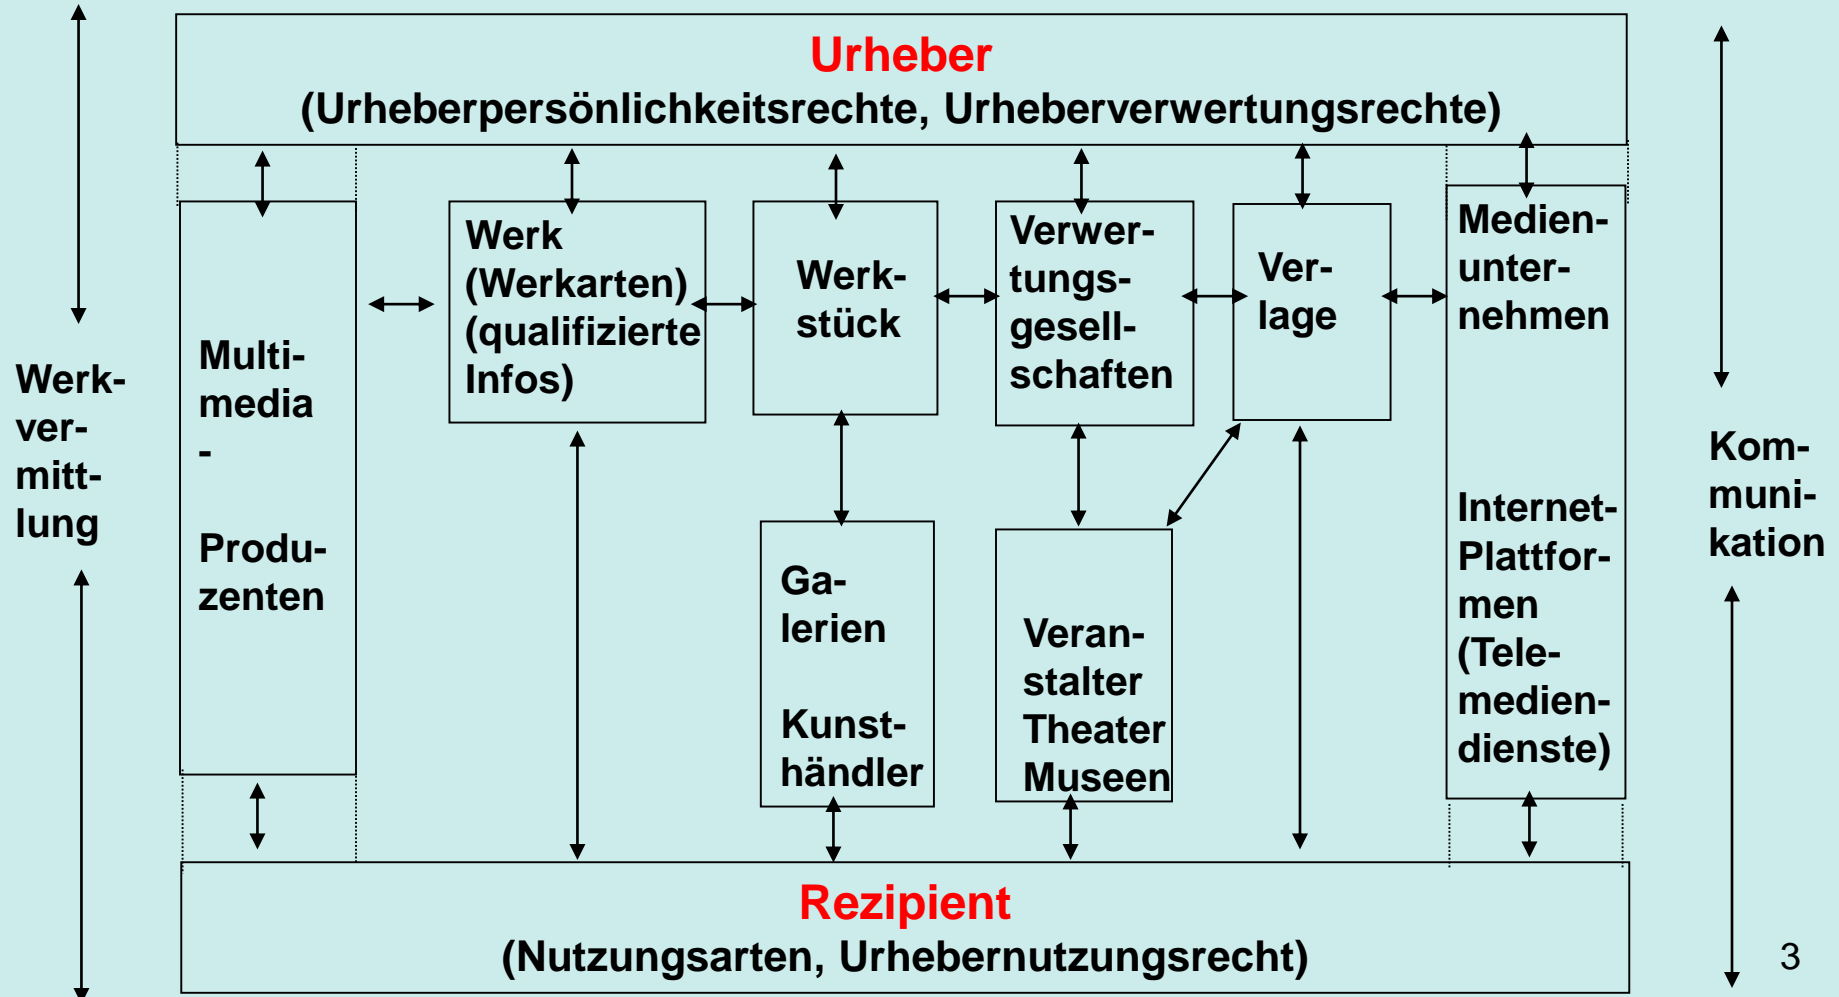 Urheber
(Urheberpersönlichkeitsrechte, Urheberverwertungsrechte)
Werk-
ver-
mitt-
lung
Multi-
media
-
Produ-
zenten
Werk
(Werkarten)
(qualifizierte
Infos)
Werk-
stück
Verwer-
tungs-
gesell-
schaften
Ver-
lage
Medien-
unter-
nehmen
Internet-
Plattfor-
men
(Tele-
medien-
dienste)
Kom-
muni-
kation
Ga-
lerien
Kunst-
händler
Veran-
stalter
Theater
Museen
Rezipient
(Nutzungsarten, Urhebernutzungsrecht)
3